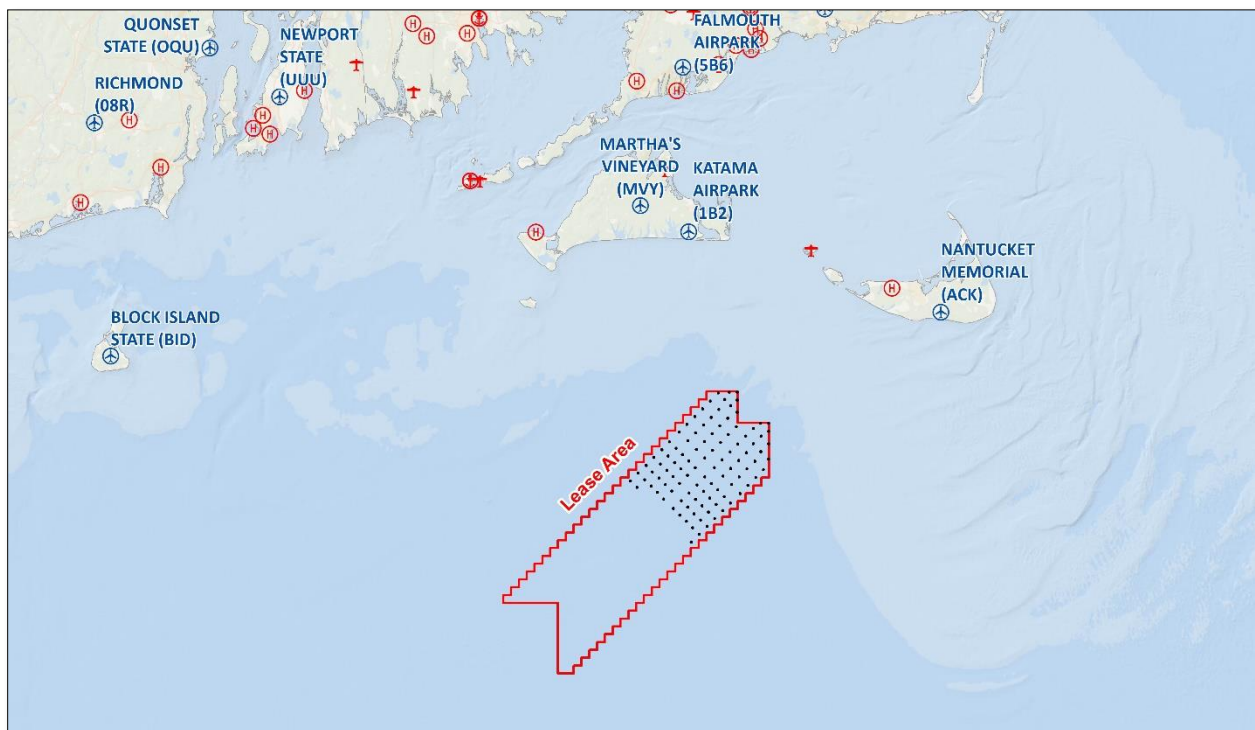 QUONSET
STATE (OQU)
NEWPORT
STATE
(UUU)
FALMOUTH
AIRPARK
(5B6)
RICHMOND
(08R)
MARTHA'S
VINEYARD
(MVY)
KATAMA
AIRPARK
(1B2)
NANTUCKET
MEMORIAL
(ACK)
BLOCK ISLAND
STATE (BID)
Lease Area
H
H
H
H
H
H
H
H
H
H
H
H
H
H